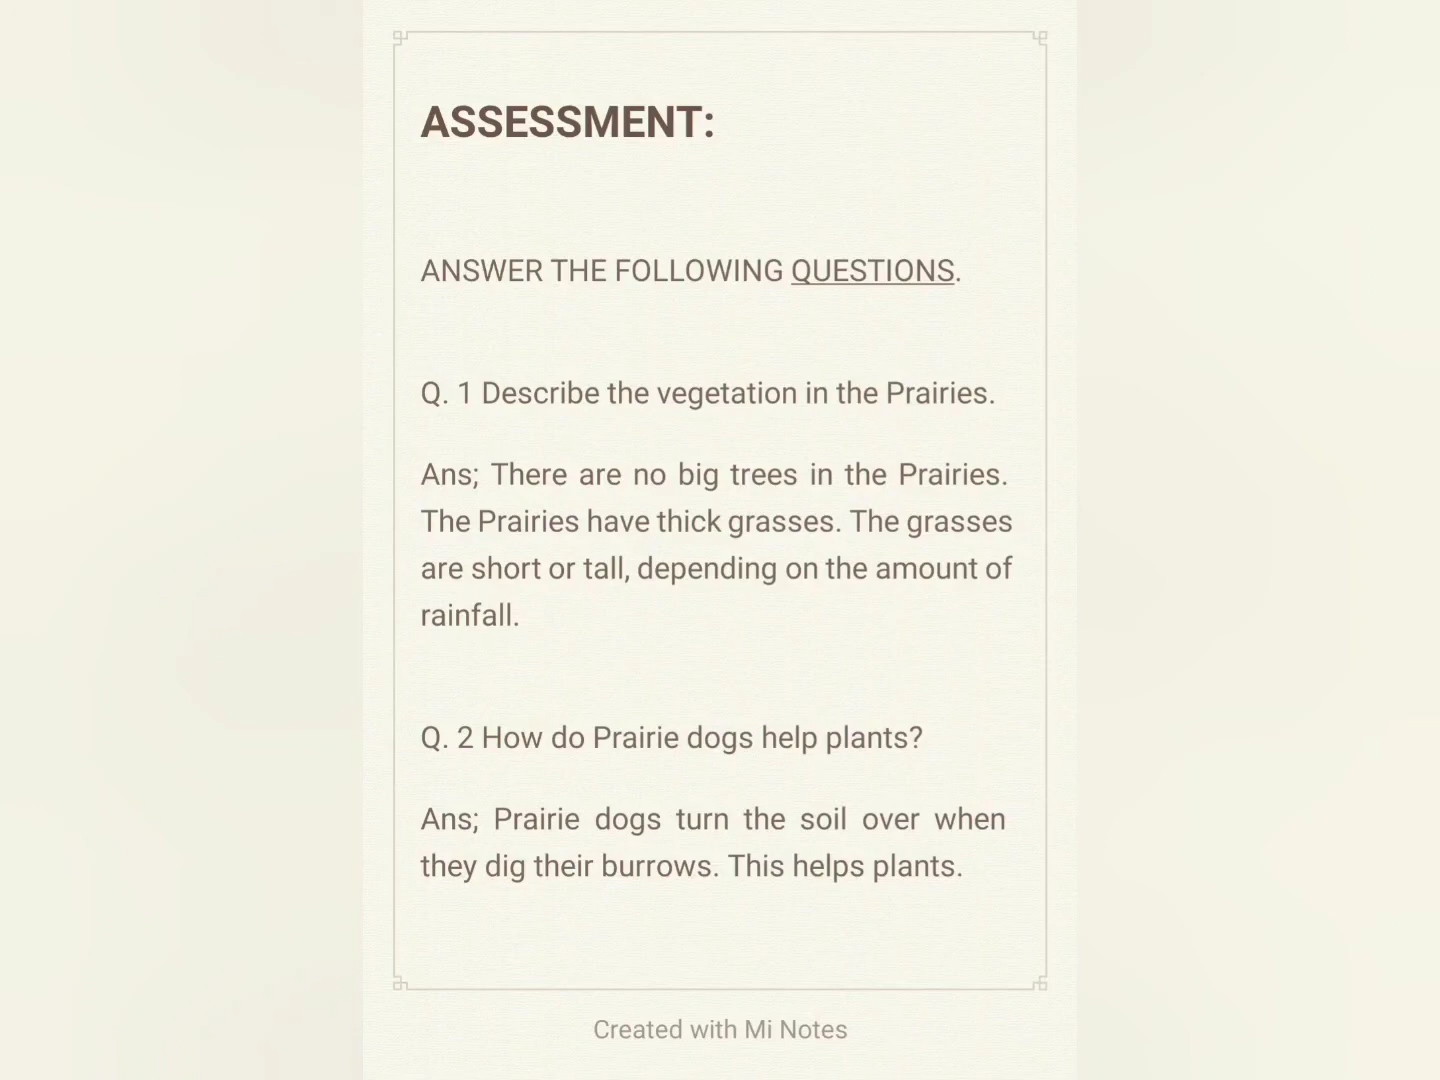 ASSESSMENT:
ANSWER THE FOLLOWING QUESTIONS.
Q. 1 Describe the vegetation in the Prairies.
Ans; There are no big trees in the Prairies.
The Prairies have thick grasses. The grasses
are short or tall, depending on the amount of
rainfall.
Q. 2 How do Prairie dogs help plants?
Ans; Prairie dogs turn the soil over when
they dig their burrows. This helps plants.
Created with Mi Notes